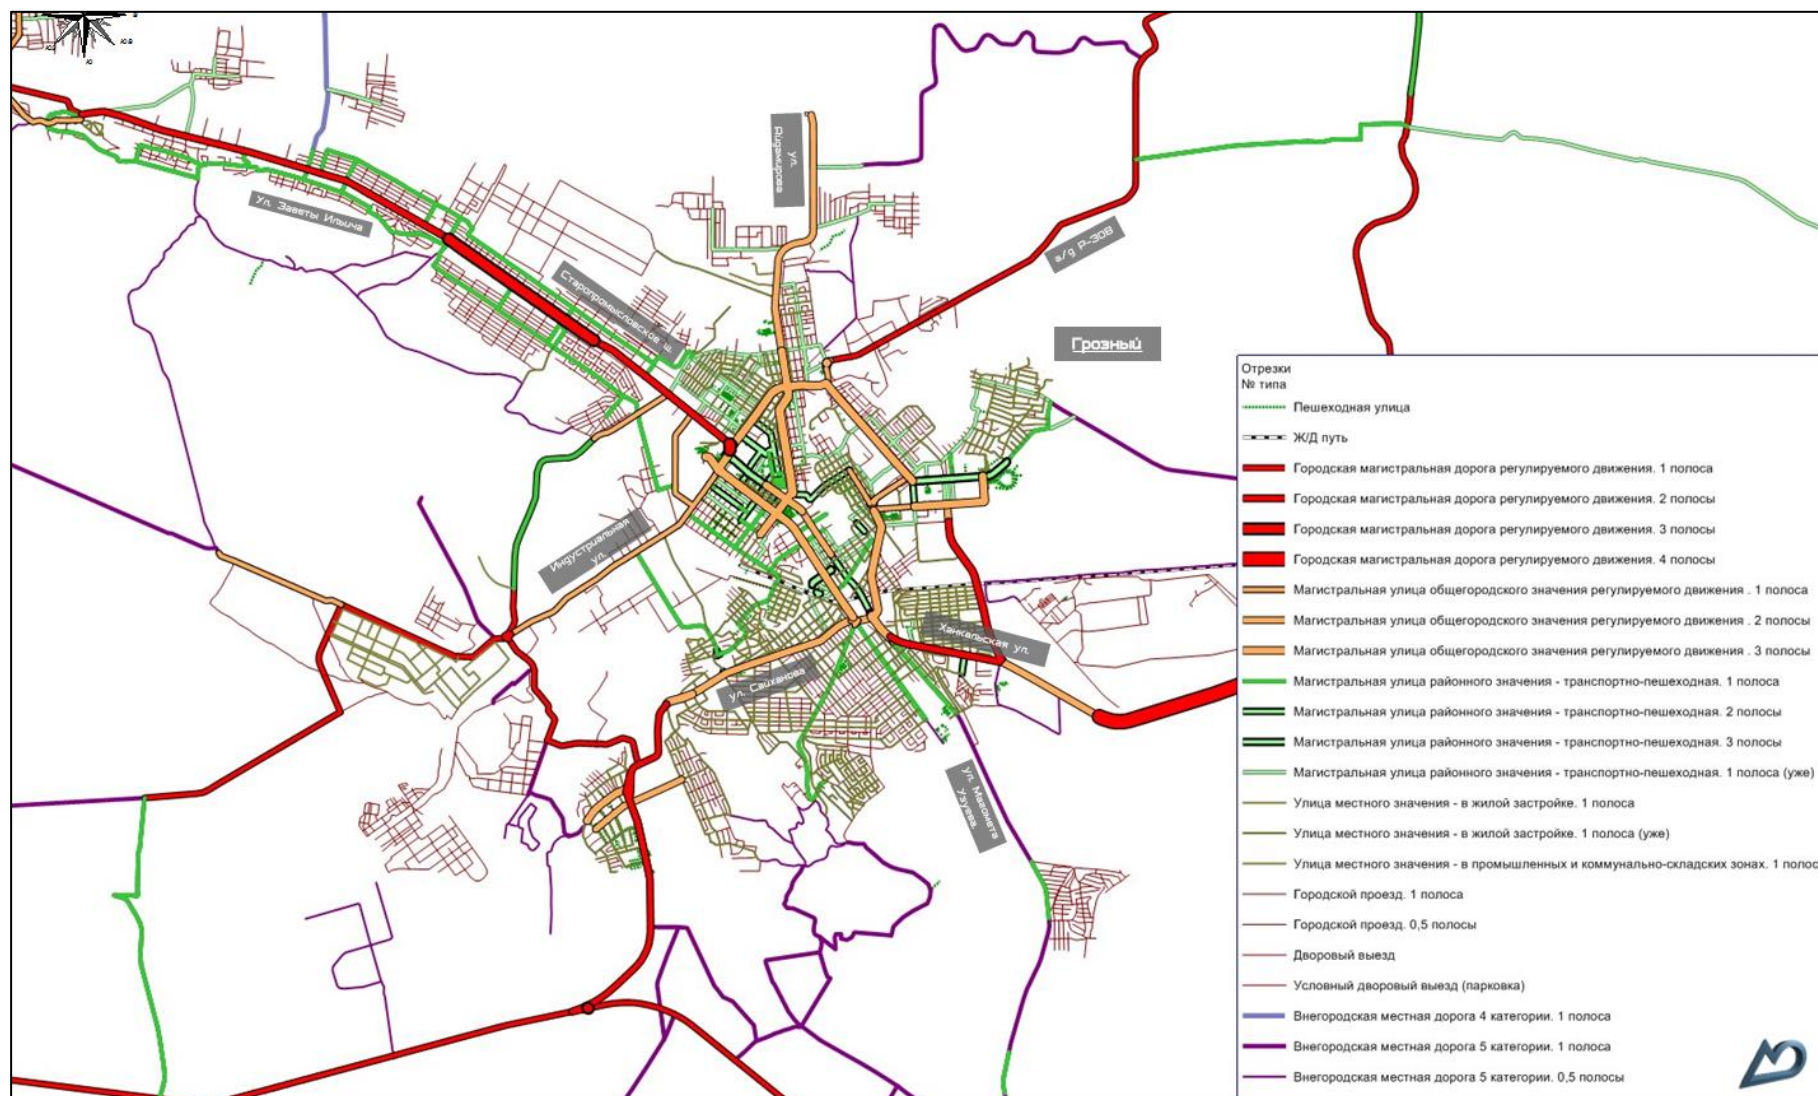 Ю.В
Ю
ул.
Айдамирова
Ул. Заветы Ильича
а/д Р-308
Старопромысловское ш.
Грозный
Индустриальная
ул.
Ханкальская ул.
ул. Сайханова
ул. Магомета
Узуева.
Отрезки
№ типа
Пешеходная улица
Ж/Д путь
Городская магистральная дорога регулируемого движения. 1 полоса
Городская магистральная дорога регулируемого движения. 2 полосы
Городская магистральная дорога регулируемого движения. 3 полосы
Городская магистральная дорога регулируемого движения. 4 полосы
Магистральная улица общегородского значения регулируемого движения . 1 полоса
Магистральная улица общегородского значения регулируемого движения . 2 полосы
Магистральная улица общегородского значения регулируемого движения . 3 полосы
Магистральная улица районного значения - транспортно-пешеходная. 1 полоса
Магистральная улица районного значения - транспортно-пешеходная. 2 полосы
Магистральная улица районного значения - транспортно-пешеходная. 3 полосы
Магистральная улица районного значения - транспортно-пешеходная. 1 полоса (уже)
Улица местного значения - в жилой застройке. 1 полоса
Улица местного значения - в жилой застройке. 1 полоса (уже)
Улица местного значения - в промышленных и коммунально-складских зонах. 1 полос
Городской проезд. 1 полоса
Городской проезд. 0,5 полосы
Дворовый выезд
Условный дворовый выезд (парковка)
Внегородская местная дорога 4 категории. 1 полоса
Внегородская местная дорога 5 категории. 1 полоса
Внегородская местная дорога 5 категории. 0,5 полосы